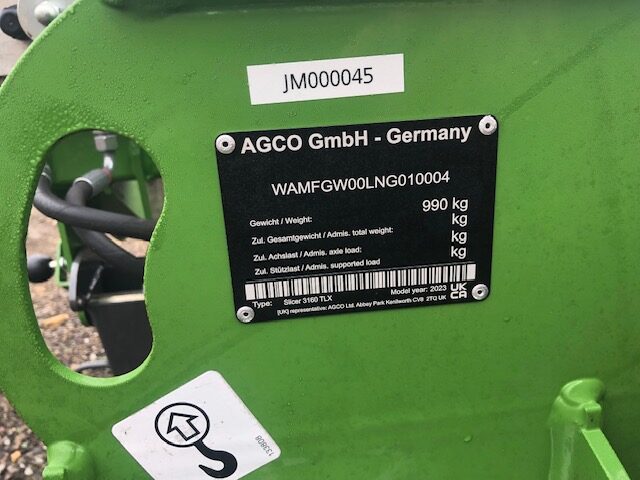 JM000045
AGCO GmbH - Germany
WAMFGW00LNG010004
Gewicht / Weight: 990 kg
Zul. Gesamtgewicht / Admis. total weight: kg
Zul. Achslast / Admis. axle load: kg
Zul. Stützlast / Admis. supported load kg
Type: Slicer 3160 TLX Model year: 2023 UK CA
(UK) representative: AGCO Ltd. Abbey Park Kenilworth CV8 2TQ UK
133808